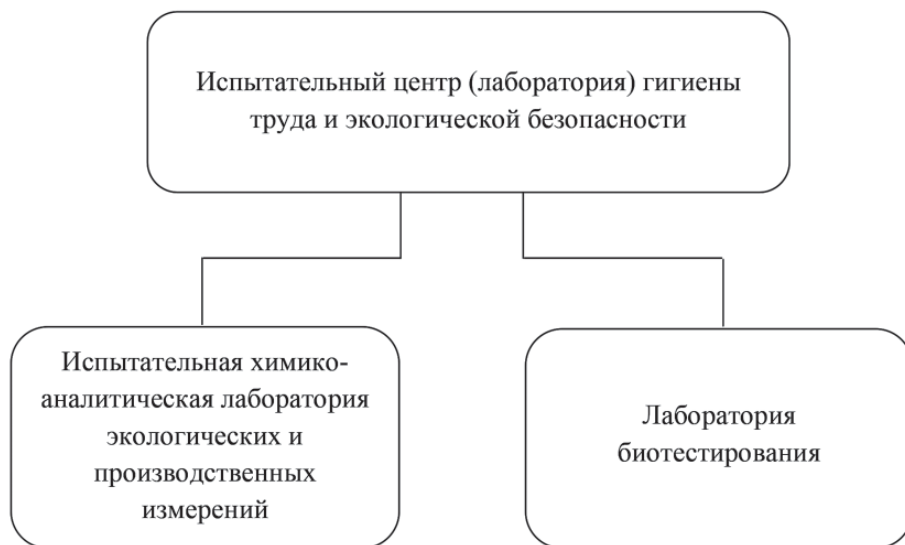 Испытательный центр (лаборатория) гигиены
труда и экологической безопасности
Испытательная химико-
аналитическая лаборатория
экологических и
производственных
измерений
Лаборатория
биотестирования